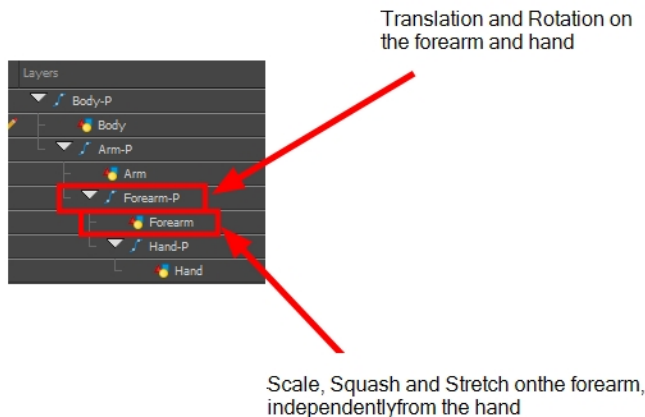 Translation and Rotation on
the forearm and hand
Layers
Body-P
Body
Arm-P
Arm
Forearm-P
Forearm
Hand-P
Hand
Scale, Squash and Stretch onthe forearm,
independentlyfrom the hand